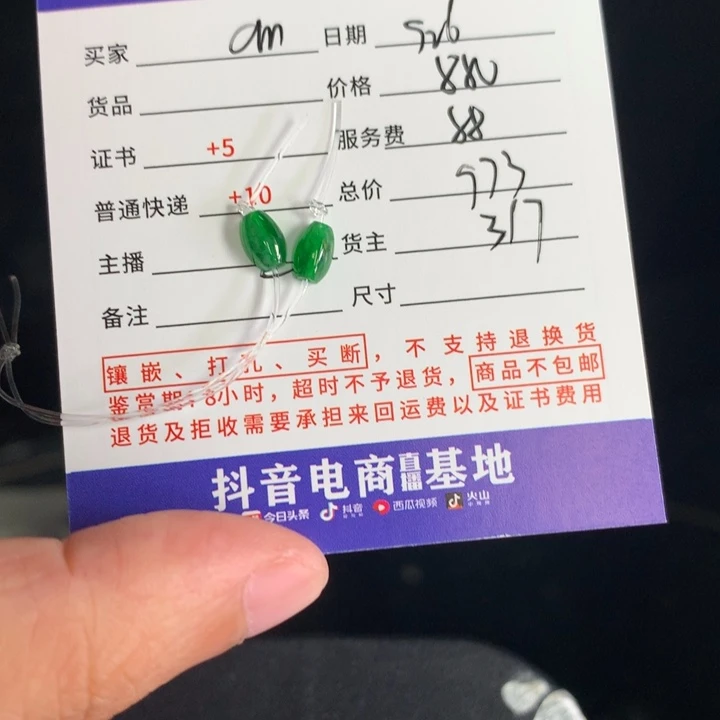 买家 日期 526
货品 价格 880
证书 +5 服务费 88
普通快递 +10 总价 973
主播 货主 317
备注 尺寸
镶嵌、打孔、买断，不支持退换货
鉴赏期48小时，超时不予退货，商品不包邮
退货及拒收需要承担来回运费以及证书费用
抖音电商直播基地
今日头条 抖音 西瓜视频 火山